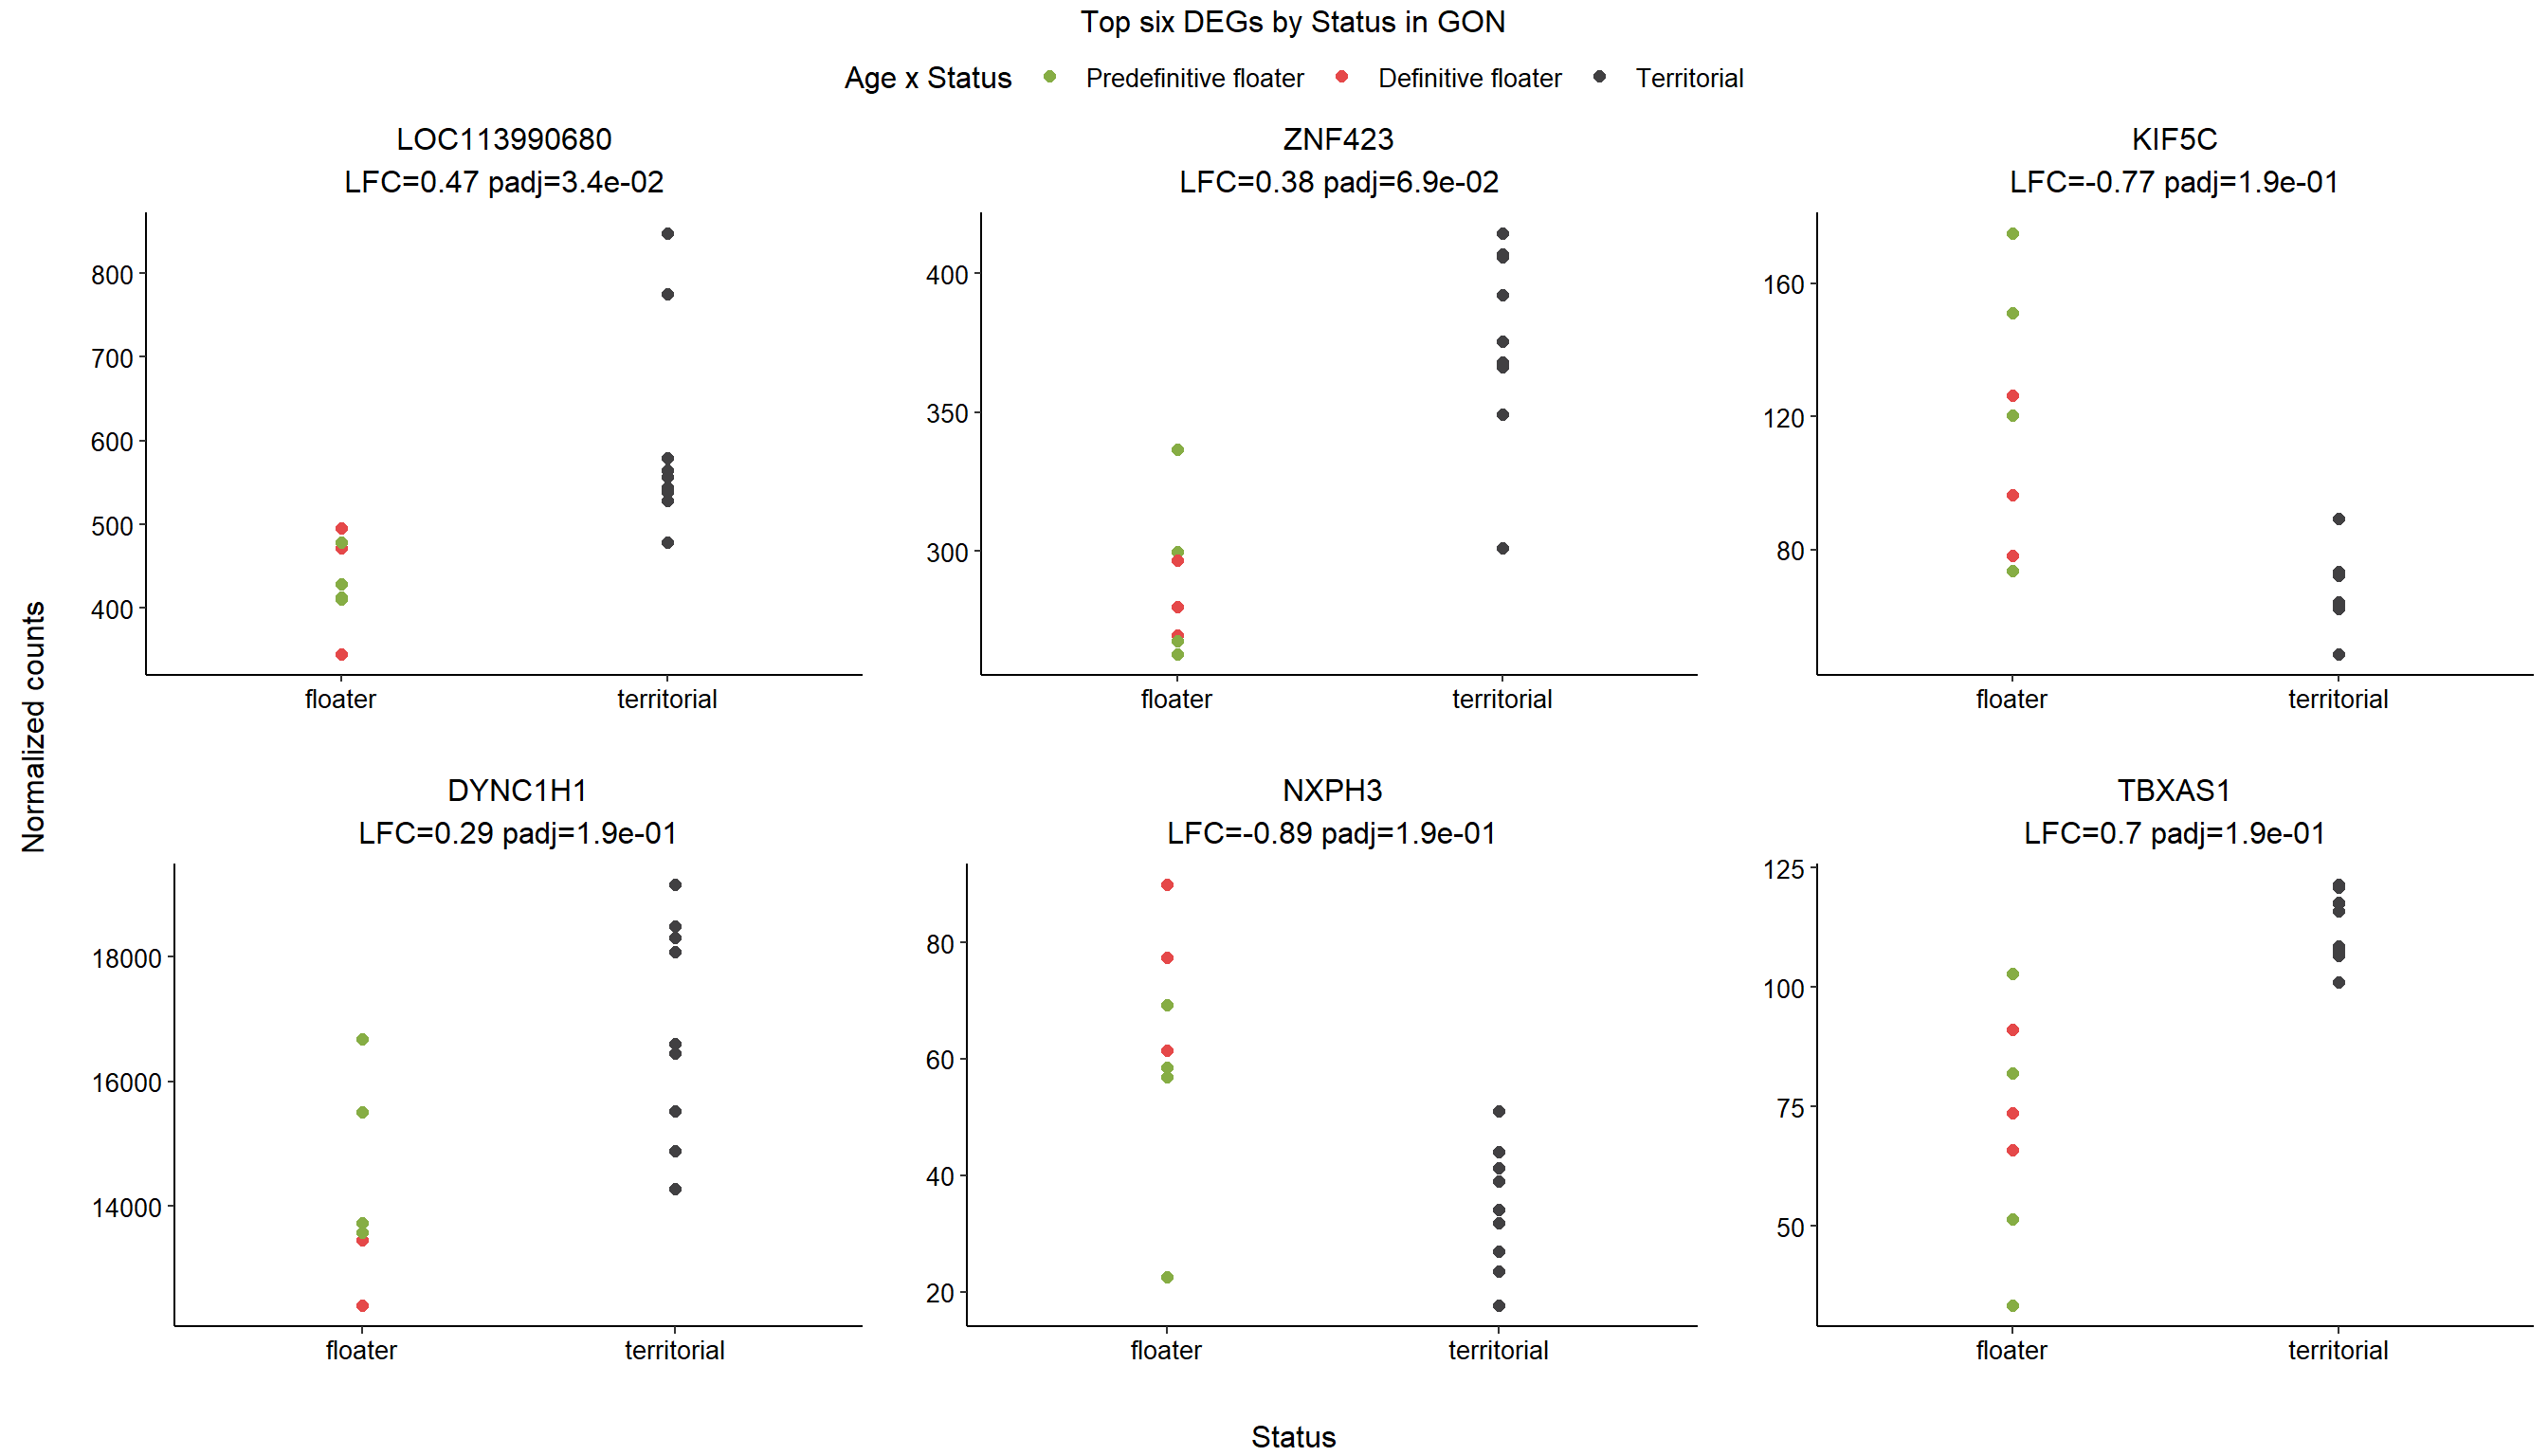 Top six DEGs by Status in GON
Age x Status Predefinitive floater Definitive floater Territorial
Normalized counts
LOC113990680
LFC=0.47 padj=3.4e-02
800
700
600
500
400
floater territorial
ZNF423
LFC=0.38 padj=6.9e-02
400
350
300
floater territorial
KIF5C
LFC=-0.77 padj=1.9e-01
160
120
80
floater territorial
DYNC1H1
LFC=0.29 padj=1.9e-01
18000
16000
14000
floater territorial
NXPH3
LFC=-0.89 padj=1.9e-01
80
60
40
20
floater territorial
TBXAS1
LFC=0.7 padj=1.9e-01
125
100
75
50
floater territorial
Status